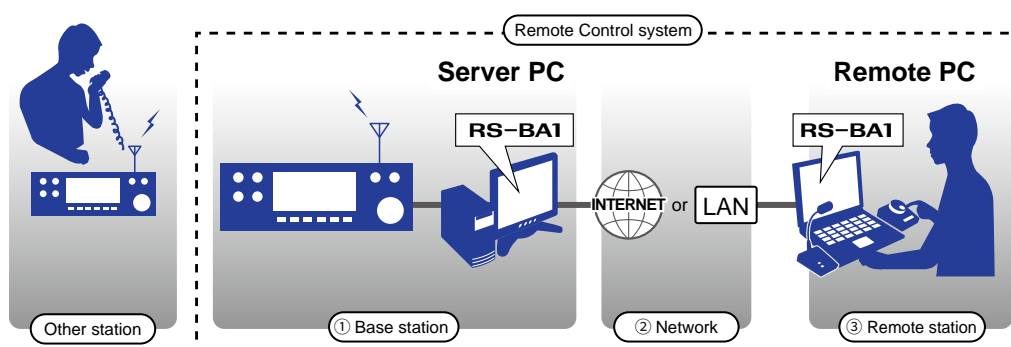 Remote Control system
Server PC
Remote PC
RS-BA1
RS-BA1
INTERNET or LAN
Other station
① Base station
② Network
③ Remote station